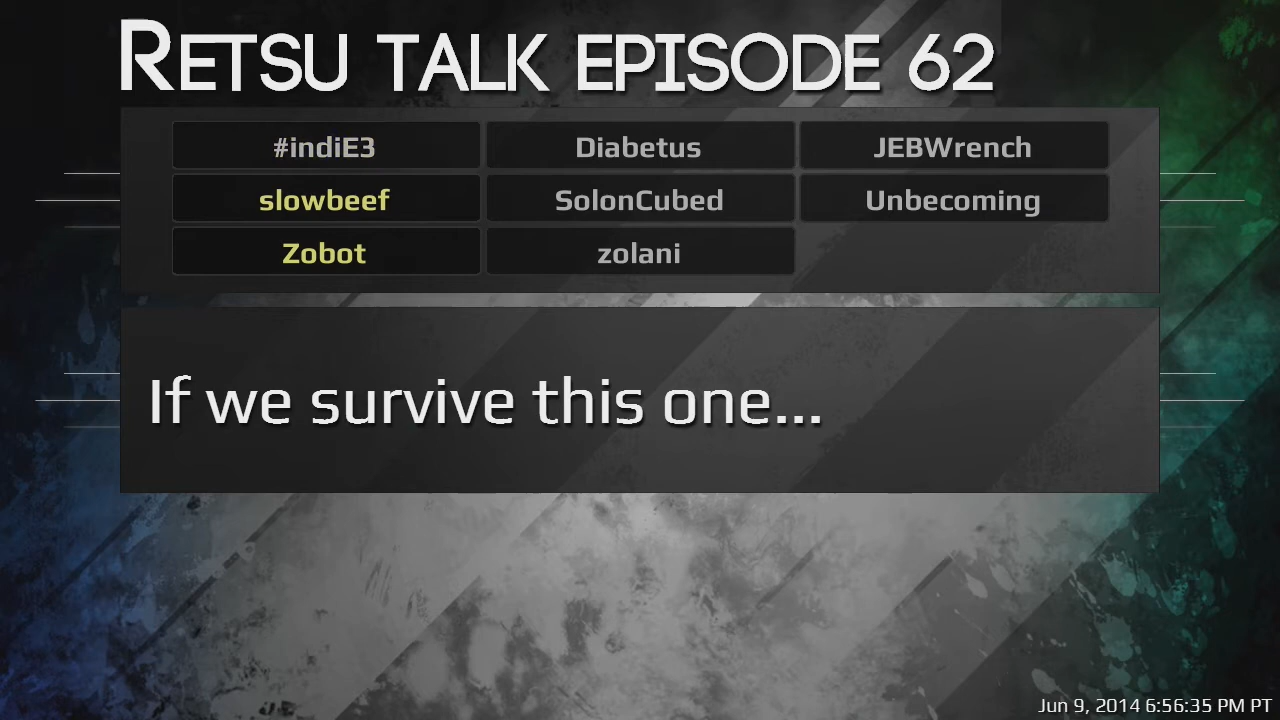 Retsu talk episode 62
#indiE3 Diabetus JEBWrench
slowbeef SolonCubed Unbecoming
Zobot zolani
If we survive this one...
Jun 9, 2014 6:56:35 PM PT